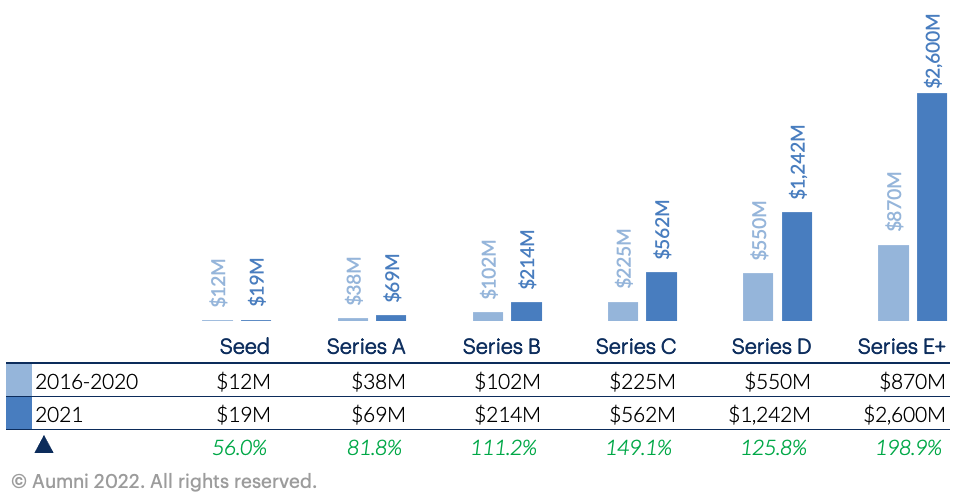 $12M $19M $38M $69M $102M $214M $225M $562M $550M $1,242M $870M $2,600M
Seed Series A Series B Series C Series D Series E+
2016-2020 $12M $38M $102M $225M $550M $870M
2021 $19M $69M $214M $562M $1,242M $2,600M
▲ 56.0% 81.8% 111.2% 149.1% 125.8% 198.9%
© Aumni 2022. All rights reserved.